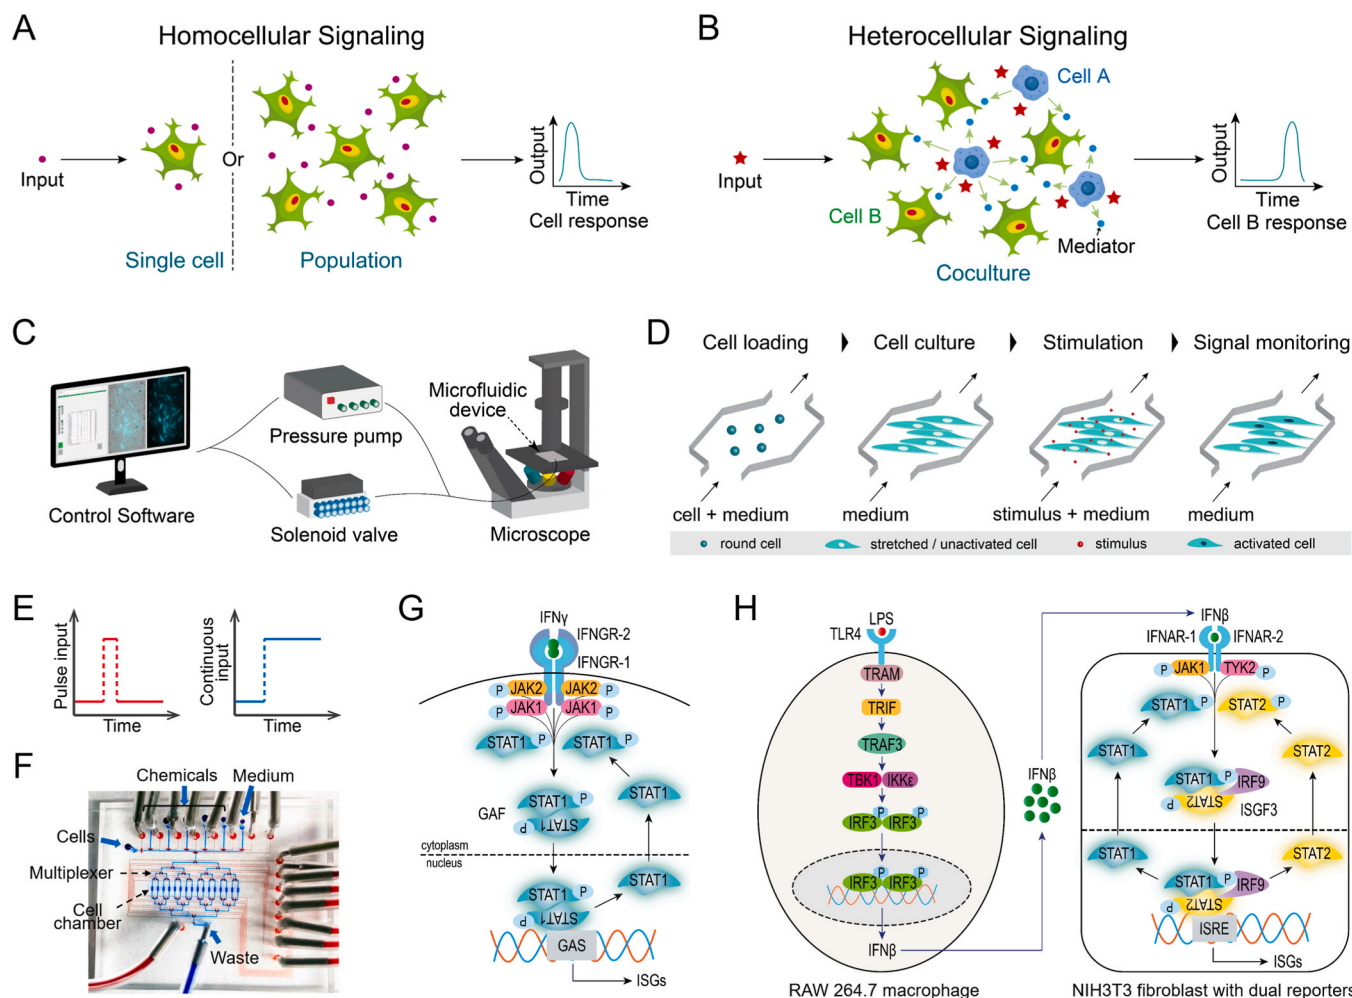 A
Homocellular Signaling
Input
Or
Single cell
Population
Output
Time
Cell response
B
Heterocellular Signaling
Cell A
Input
Cell B
Mediator
Coculture
Output
Time
Cell B response
C
Control Software
Pressure pump
Solenoid valve
Microfluidic
device
Microscope
D
Cell loading
Cell culture
Stimulation
Signal monitoring
cell + medium
medium
stimulus + medium
medium
round cell
stretched / unactivated cell
stimulus
activated cell
E
Pulse input
Time
Continuous
input
Time
F
Chemicals
Medium
Cells
Multiplexer
Cell
chamber
Waste
G
IFNγ
IFNGR-2
IFNGR-1
P JAK2 JAK2 P
P JAK1 JAK1 P
STAT1 P STAT1 P
STAT1 P
GAF
P STAT1
STAT1
cytoplasm
nucleus
STAT1 P
STAT1
P STAT1
GAS
ISGs
H
LPS
TLR4
TRAM
TRIF
TRAF3
TBK1 IKKε
P P
IRF3 IRF3
P P
IRF3 IRF3
IFNβ
RAW 264.7 macrophage
IFNβ
IFNβ
IFNAR-1 IFNAR-2
P JAK1 TYK2 P
STAT1 P STAT2 P
STAT1
STAT2
STAT1 P IRF9
P STAT2
ISGF3
STAT1
STAT2
STAT1 P IRF9
P STAT2
ISRE
ISGs
NIH3T3 fibroblast with dual reporters